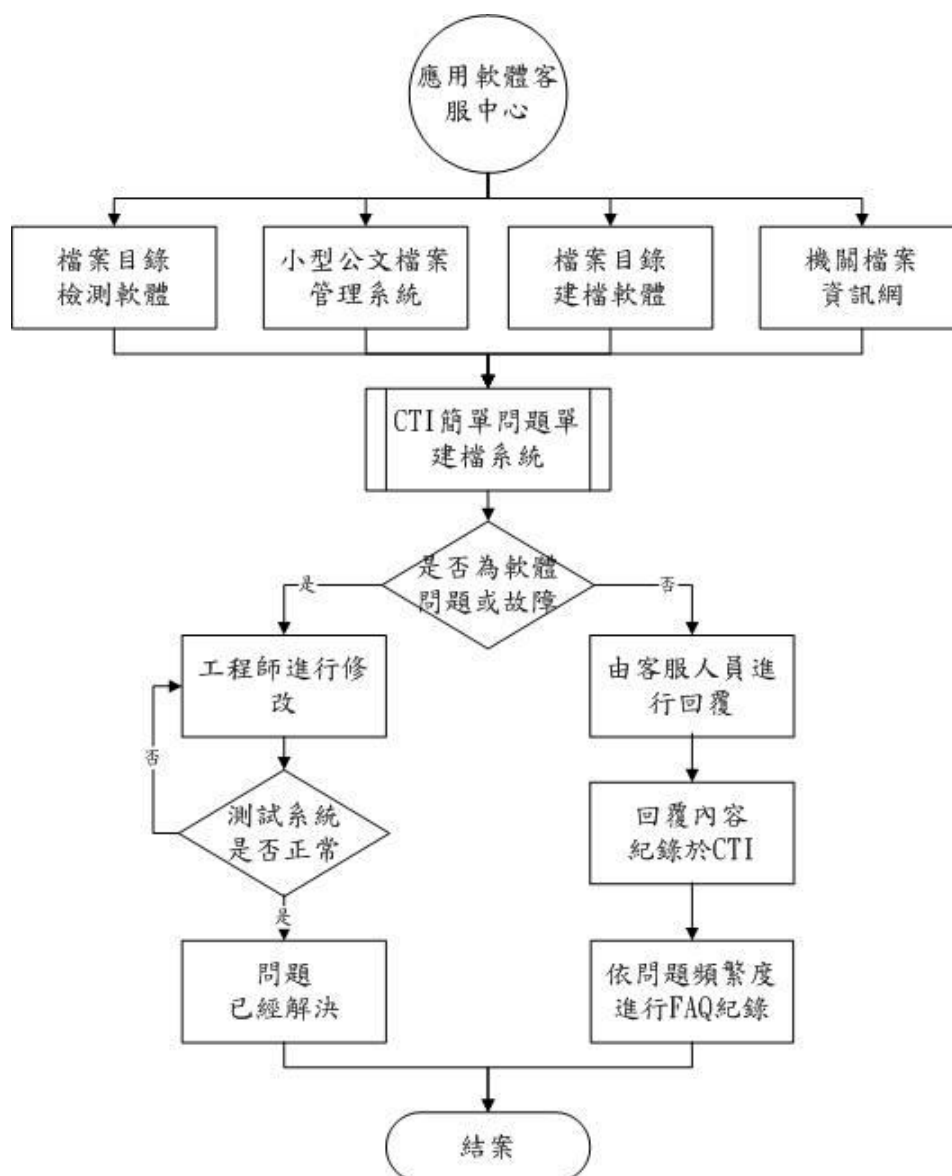 應用軟體客
服中心
檔案目錄
檢測軟體
小型公文檔案
管理系統
檔案目錄
建檔軟體
機關檔案
資訊網
CTI簡單問題單
建檔系統
是否為軟體
問題或故障
是
否
工程師進行修
改
由客服人員進
行回覆
否
測試系統
是否正常
回覆內容
紀錄於CTI
是
問題
已經解決
依問題頻繁度
進行FAQ紀錄
結案